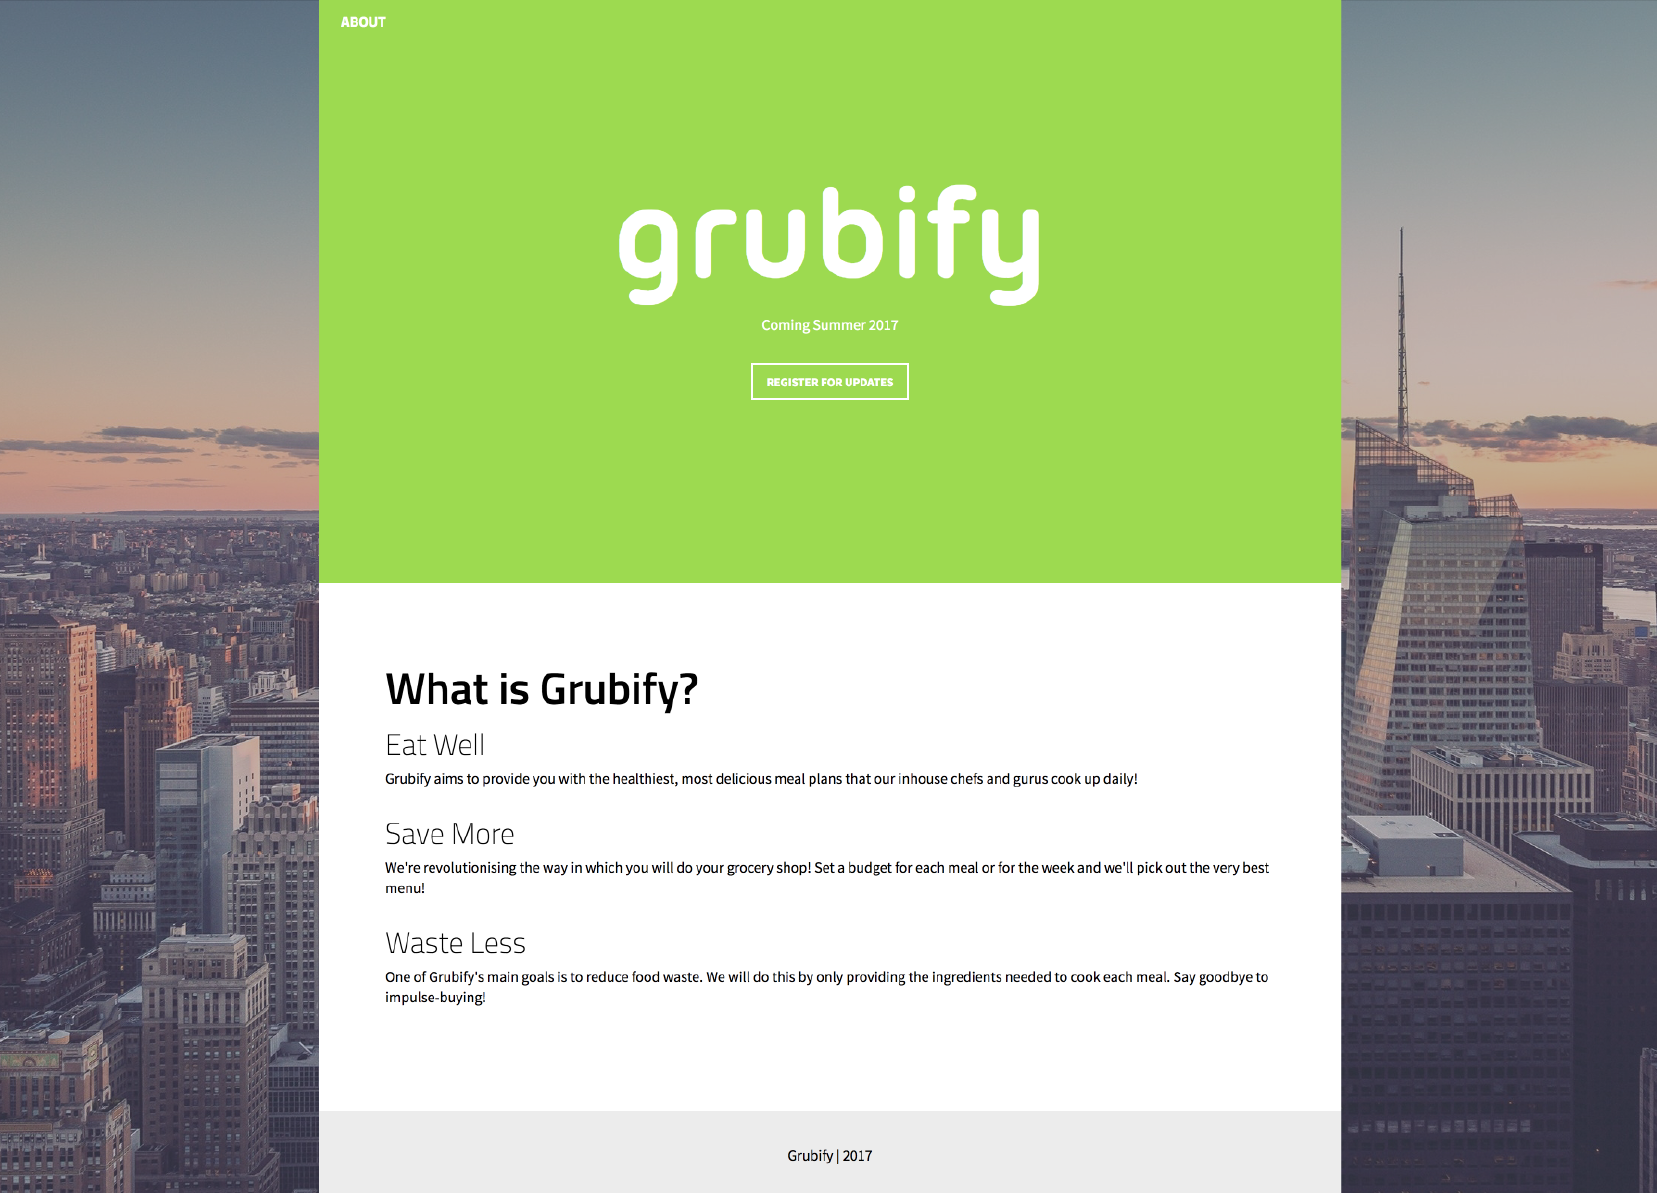 ABOUT
grubify
Coming Summer 2017
REGISTER FOR UPDATES
What is Grubify?
Eat Well
Grubify aims to provide you with the healthiest, most delicious meal plans that our inhouse chefs and gurus cook up daily!
Save More
We're revolutionising the way in which you will do your grocery shop! Set a budget for each meal or for the week and we'll pick out the very best
menu!
Waste Less
One of Grubify's main goals is to reduce food waste. We will do this by only providing the ingredients needed to cook each meal. Say goodbye to
impulse-buying!
Grubify | 2017